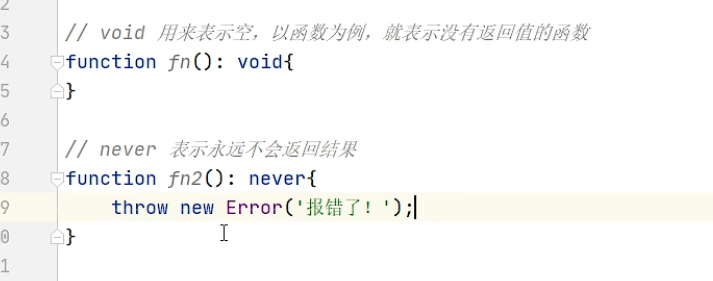 2
3 // void 用来表示空，以函数为例，就表示没有返回值的函数
4 function fn(): void{
5 }
6
7 // never 表示永远不会返回结果
8 function fn2(): never{
9 throw new Error('报错了！');
0 }
1